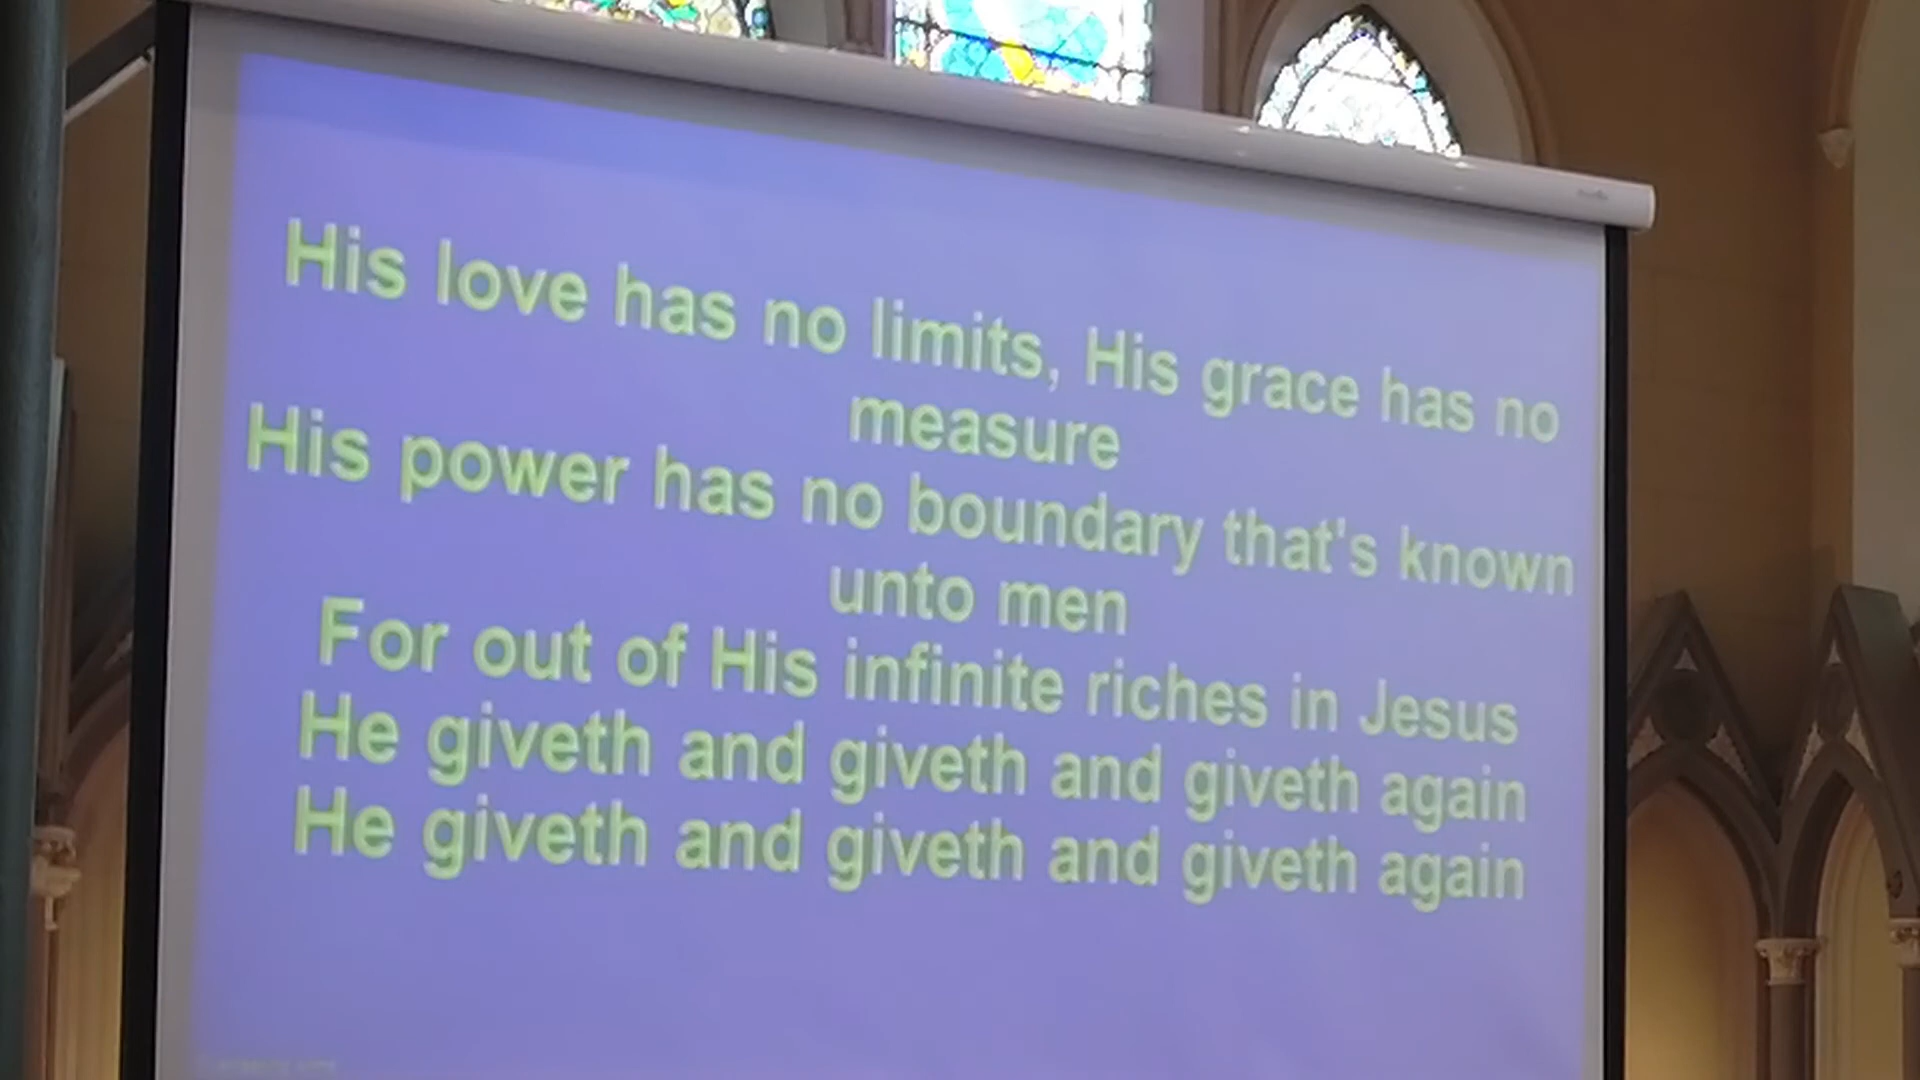 His love has no limits, His grace has no
measure
His power has no boundary that's known
unto men
For out of His infinite riches in Jesus
He giveth and giveth and giveth again
He giveth and giveth and giveth again